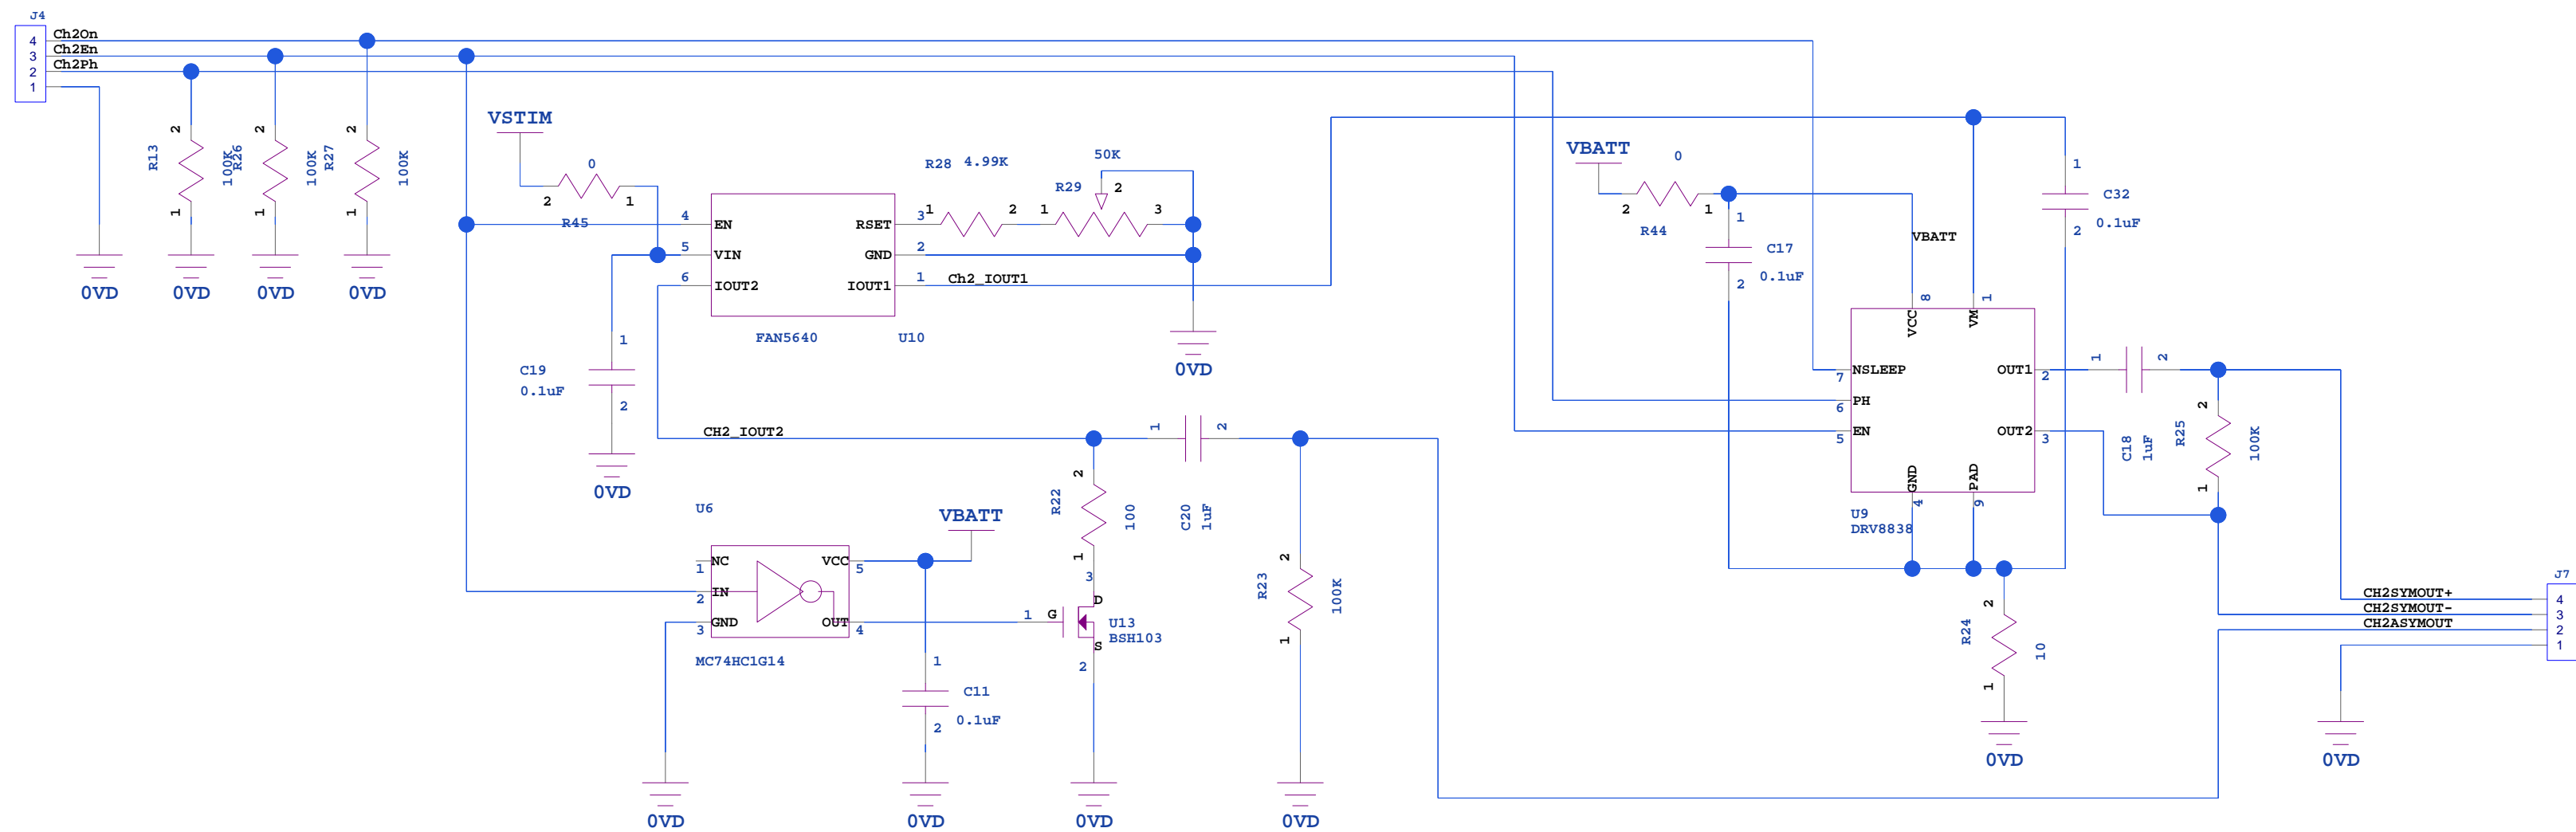 J4
4 Ch2On
3 Ch2En
2 Ch2Ph
1
2
R13
100K
1
0VD
2
R26
100K
1
0VD
2
R27
100K
1
0VD
0VD
VSTIM
0
2 1
R45
4 EN
5 VIN
6 IOUT2
RSET 3
GND 2
IOUT1 1
Ch2_IOUT1
FAN5640
U10
R28 4.99K
1 2
50K
R29
1 2 3
0VD
1
C19
0.1uF
2
0VD
CH2_IOUT2
U6
1 NC
2 IN
3 GND
VCC 5
OUT 4
MC74HC1G14
0VD
VBATT
1
C11
0.1uF
2
0VD
2
R22
100
1
3
D
1 G
S
2
U13
BSH103
0VD
1 2
C20
1uF
2
R23
100K
1
0VD
VBATT
0
2 1
R44
1
C17
0.1uF
2
VBATT
1
C32
0.1uF
2
8 VCC
1 VM
7 NSLEEP
6 PH
5 EN
OUT1 2
OUT2 3
GND 4
PAD 9
U9
DRV8838
1 2
C18
1uF
2
R25
100K
1
2
R24
10
1
0VD
J7
CH2SYMOUT+ 4
CH2SYMOUT- 3
CH2ASYMOUT 2
1
0VD